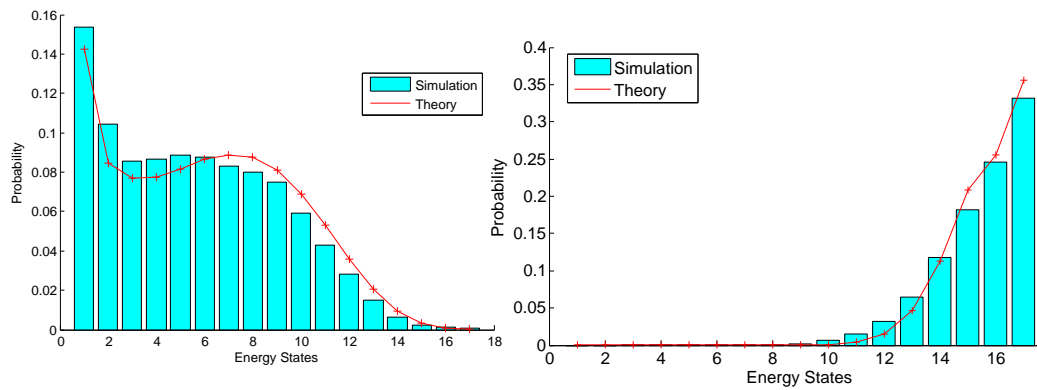 0.16
0.14
0.12
0.1
0.08
0.06
0.04
0.02
0
Probability
0 2 4 6 8 10 12 14 16 18
Energy States
Simulation
Theory
0.4
0.35
0.3
0.25
0.2
0.15
0.1
0.05
0
Probability
0 2 4 6 8 10 12 14 16
Energy States
Simulation
Theory